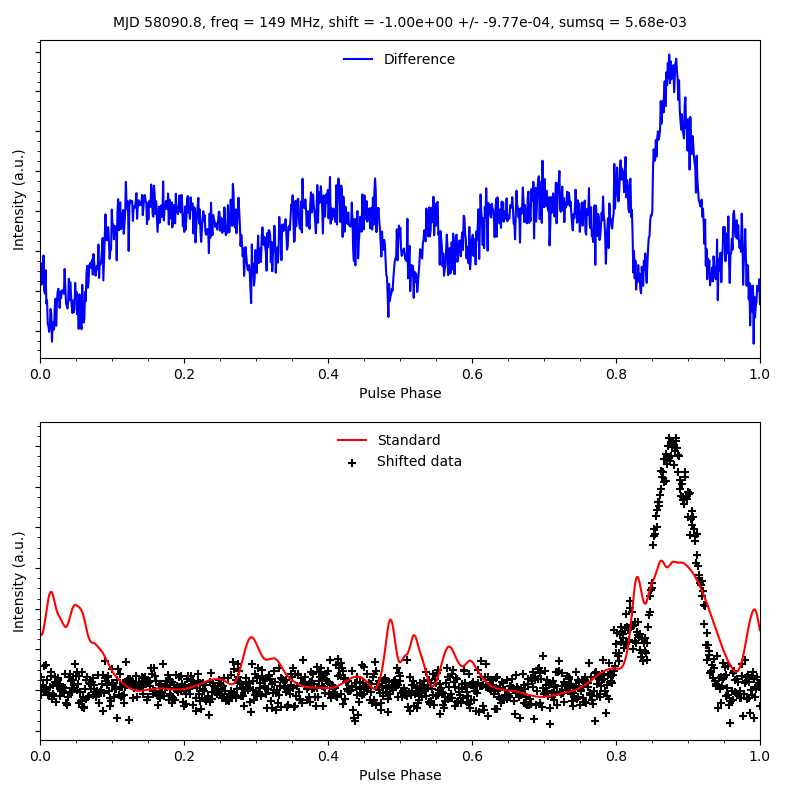 MJD 58090.8, freq = 149 MHz, shift = -1.00e+00 +/- -9.77e-04, sumsq = 5.68e-03
Difference
Intensity (a.u.)
0.0 0.2 0.4 0.6 0.8 1.0
Pulse Phase
Standard
Shifted data
Intensity (a.u.)
0.0 0.2 0.4 0.6 0.8 1.0
Pulse Phase